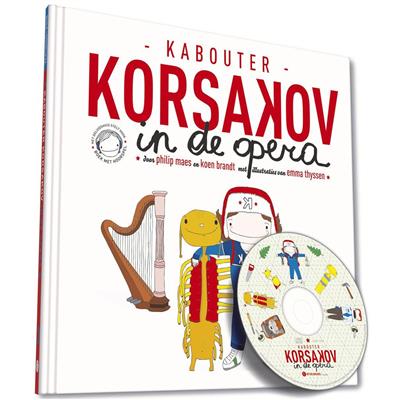 - KABOUTER -
KORSAKOV
in de opera
door philip maes en koen brandt met illustraties van emma thyssen
KABOUTER
KORSAKOV
in de opera